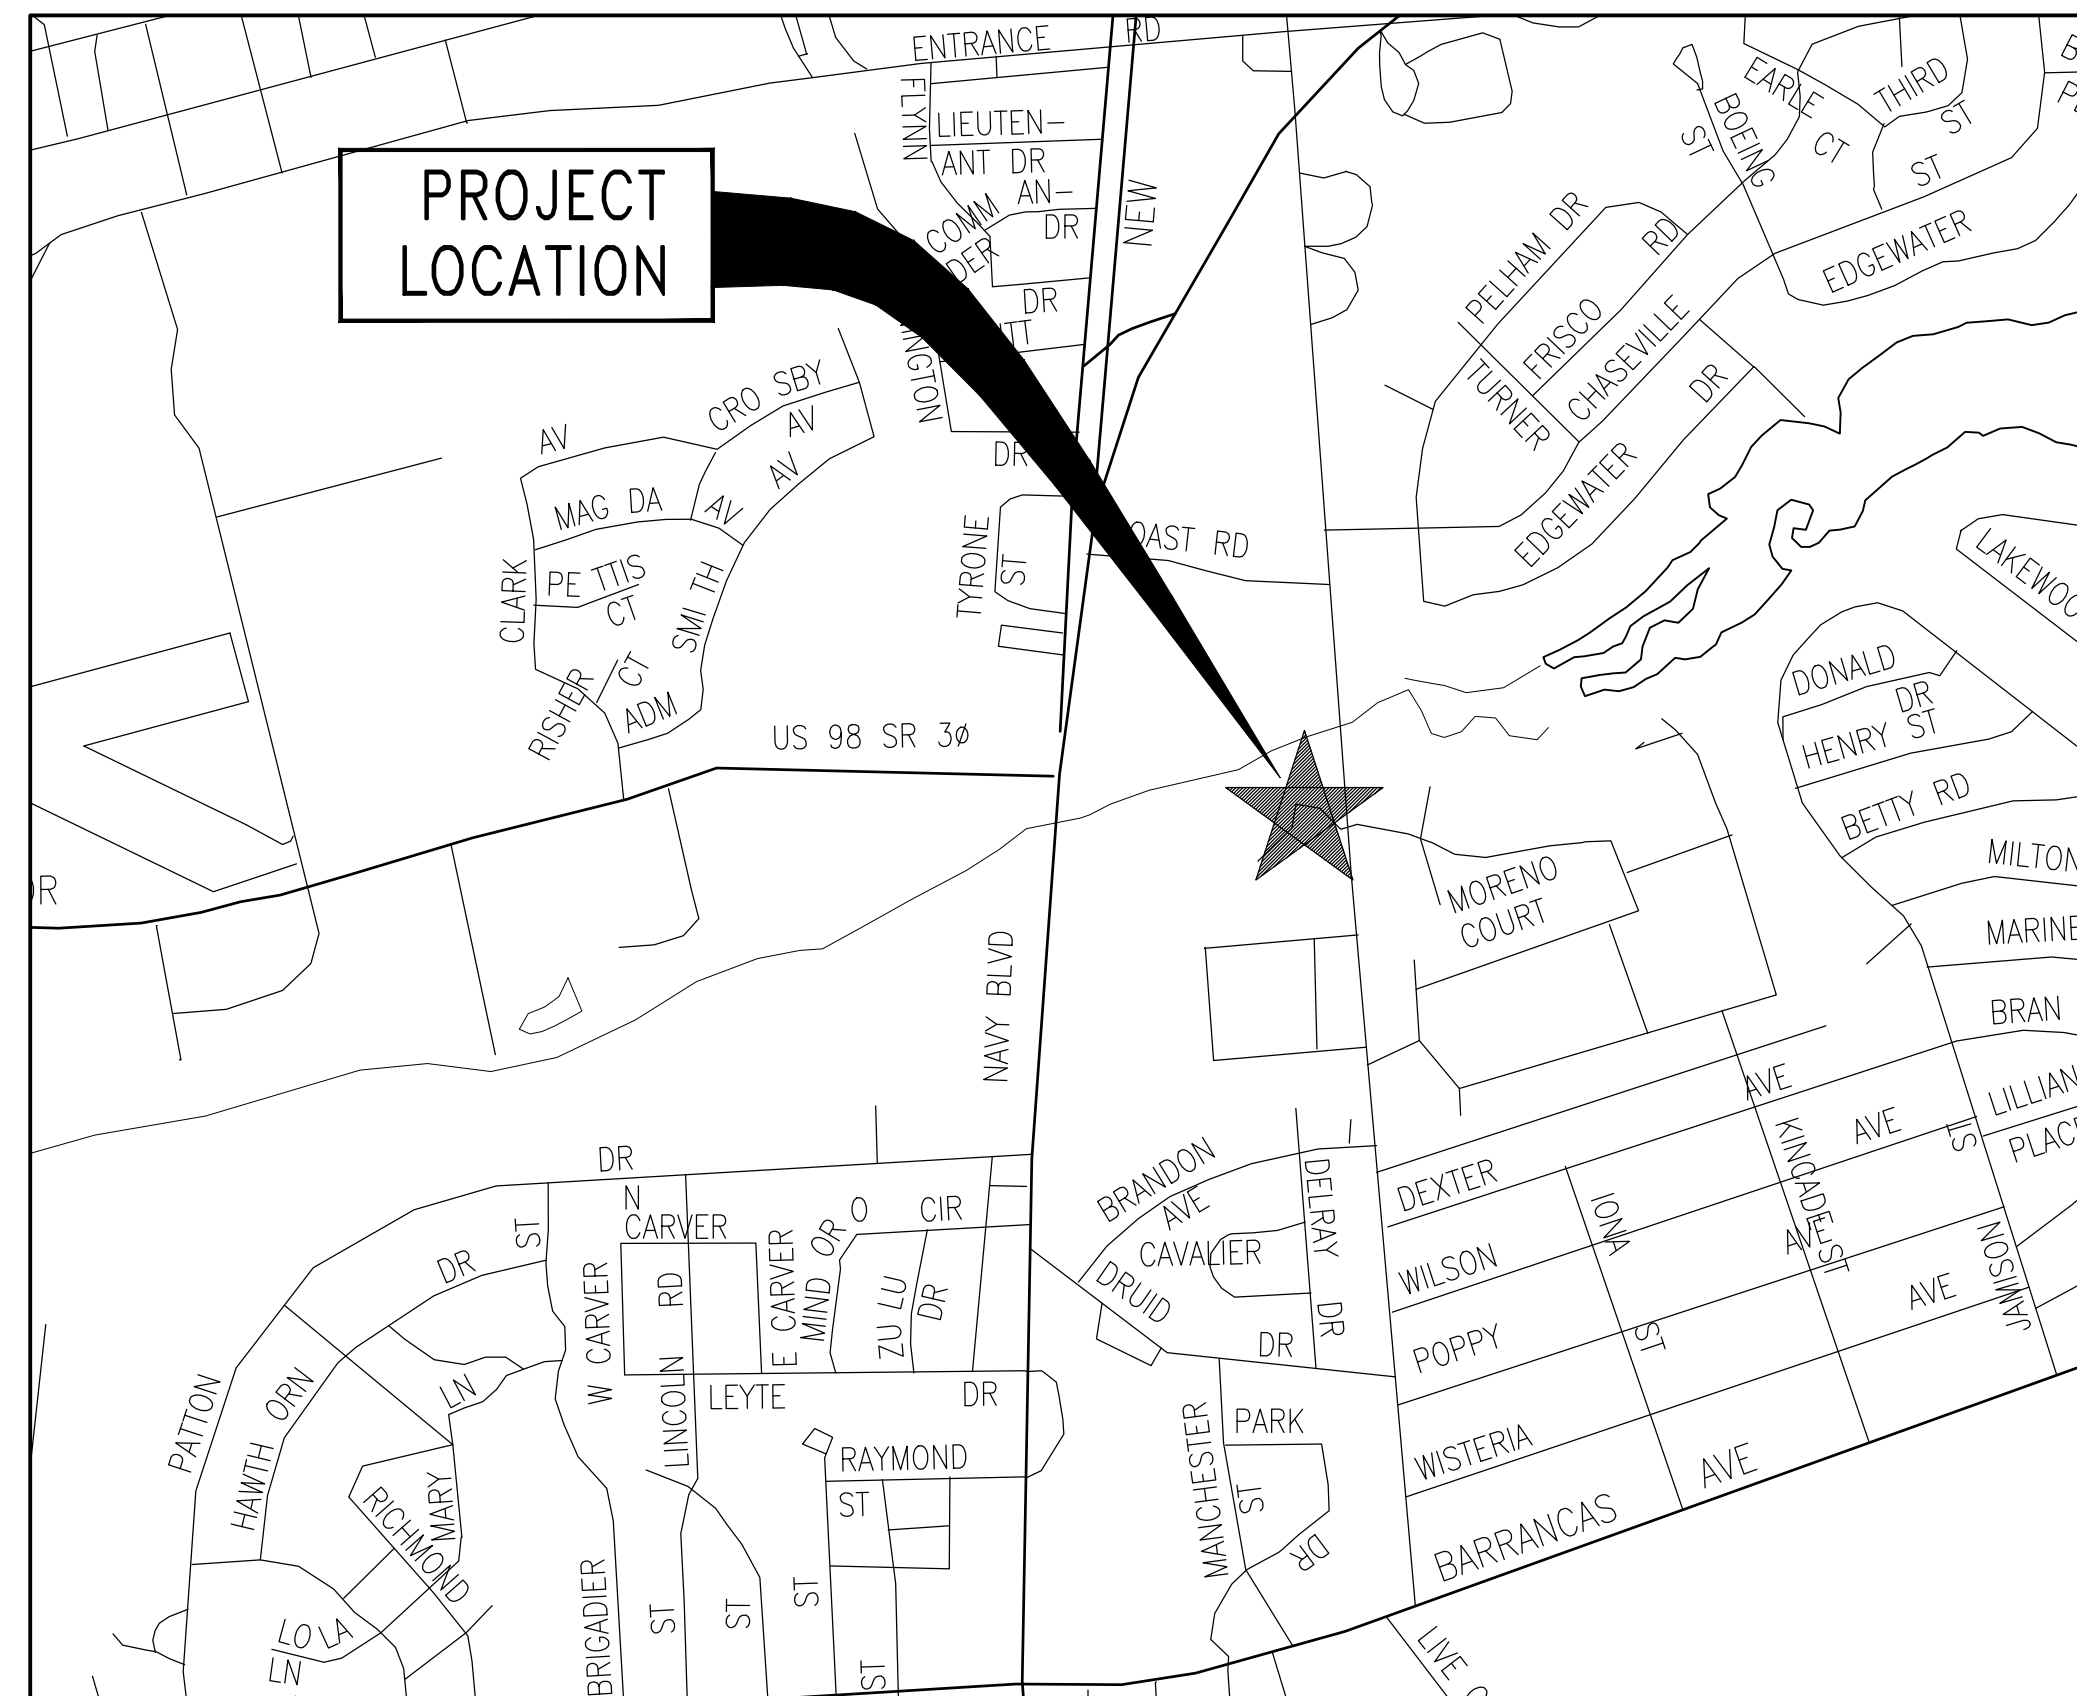 ENTRANCE RD
FLYNN
LIEUTEN-
ANT DR
COMM AN-
DER DR
NEW
DR
DR
PROJECT
LOCATION
EARLE
CT
THIRD
ST
BOEING
ST
ST
EDGEWATER
PELHAM DR
FRISCO RD
CHASEVILLE
TURNER
EDGEWATER DR
CRO SBY
AV
AV
MAG DA AV
AV
CLARK
PE TTIS
CT
SMI TH
RISHER
CT
ADM
TYRONE
ST
OAST RD
US 98 SR 3Ø
DONALD
DR
HENRY ST
BETTY RD
MILTON
MARINE
BRAN
LILLIAN
PLAC
MORENO
COURT
NAVY BLVD
DR
N
CARVER
ST
DR
W CARVER
LINCOLN RD
E CARVER
MIND ORO CIR
ZU LU
DR
LEYTE DR
RAYMOND
ST
PATTON
HAWTH ORN
LN
MARY
RICHMOND
LO LA
LN
BRIGADIER
ST
ST
ST
ST
BRANDON
AVE
CAVALIER
DRUID
DR
DELRAY
DR
MANCHESTER
PARK
ST
DR
DEXTER AVE
WILSON AVE
POPPY AVE
WISTERIA AVE
IONA
ST
KINCADE
ST
JAMISON
ST
BARRANCAS AVE
LIVE